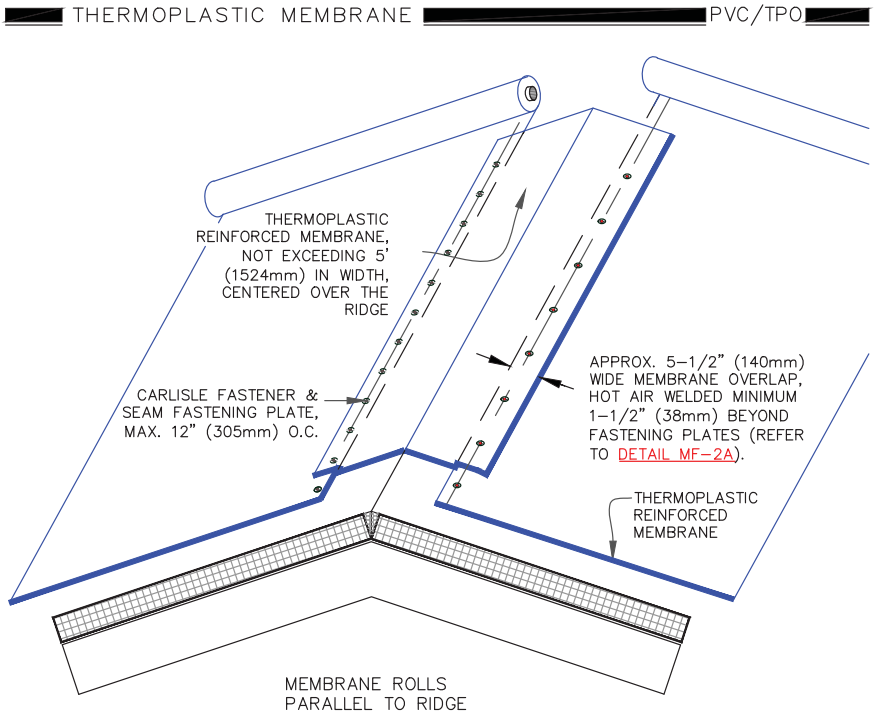 THERMOPLASTIC MEMBRANE
PVC/TPO
THERMOPLASTIC
REINFORCED MEMBRANE,
NOT EXCEEDING 5'
(1524mm) IN WIDTH,
CENTERED OVER THE
RIDGE
CARLISLE FASTENER &
SEAM FASTENING PLATE,
MAX. 12" (305mm) O.C.
APPROX. 5-1/2" (140mm)
WIDE MEMBRANE OVERLAP,
HOT AIR WELDED MINIMUM
1-1/2" (38mm) BEYOND
FASTENING PLATES (REFER
TO DETAIL MF-2A).
THERMOPLASTIC
REINFORCED
MEMBRANE
MEMBRANE ROLLS
PARALLEL TO RIDGE